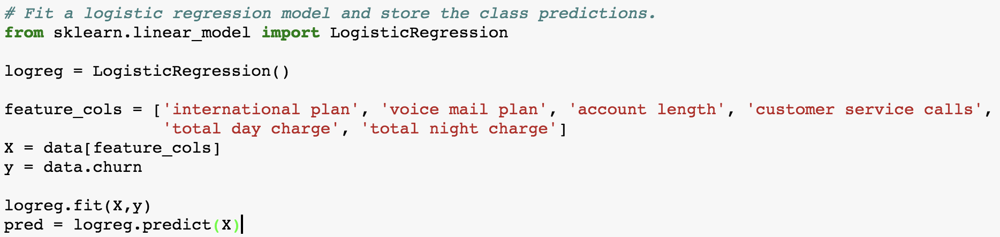 # Fit a logistic regression model and store the class predictions.
from sklearn.linear_model import LogisticRegression
logreg = LogisticRegression()
feature_cols = ['international plan', 'voice mail plan', 'account length', 'customer service calls',
'total day charge', 'total night charge']
X = data[feature_cols]
y = data.churn
logreg.fit(X,y)
pred = logreg.predict(X)